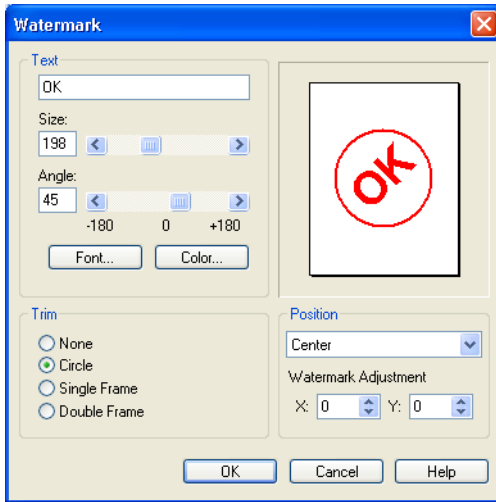 Watermark
Text
OK
Size:
198
Angle:
45
-180 0 +180
Font... Color...
OK
Trim
None
Circle
Single Frame
Double Frame
Position
Center
Watermark Adjustment
X: 0 Y: 0
OK Cancel Help